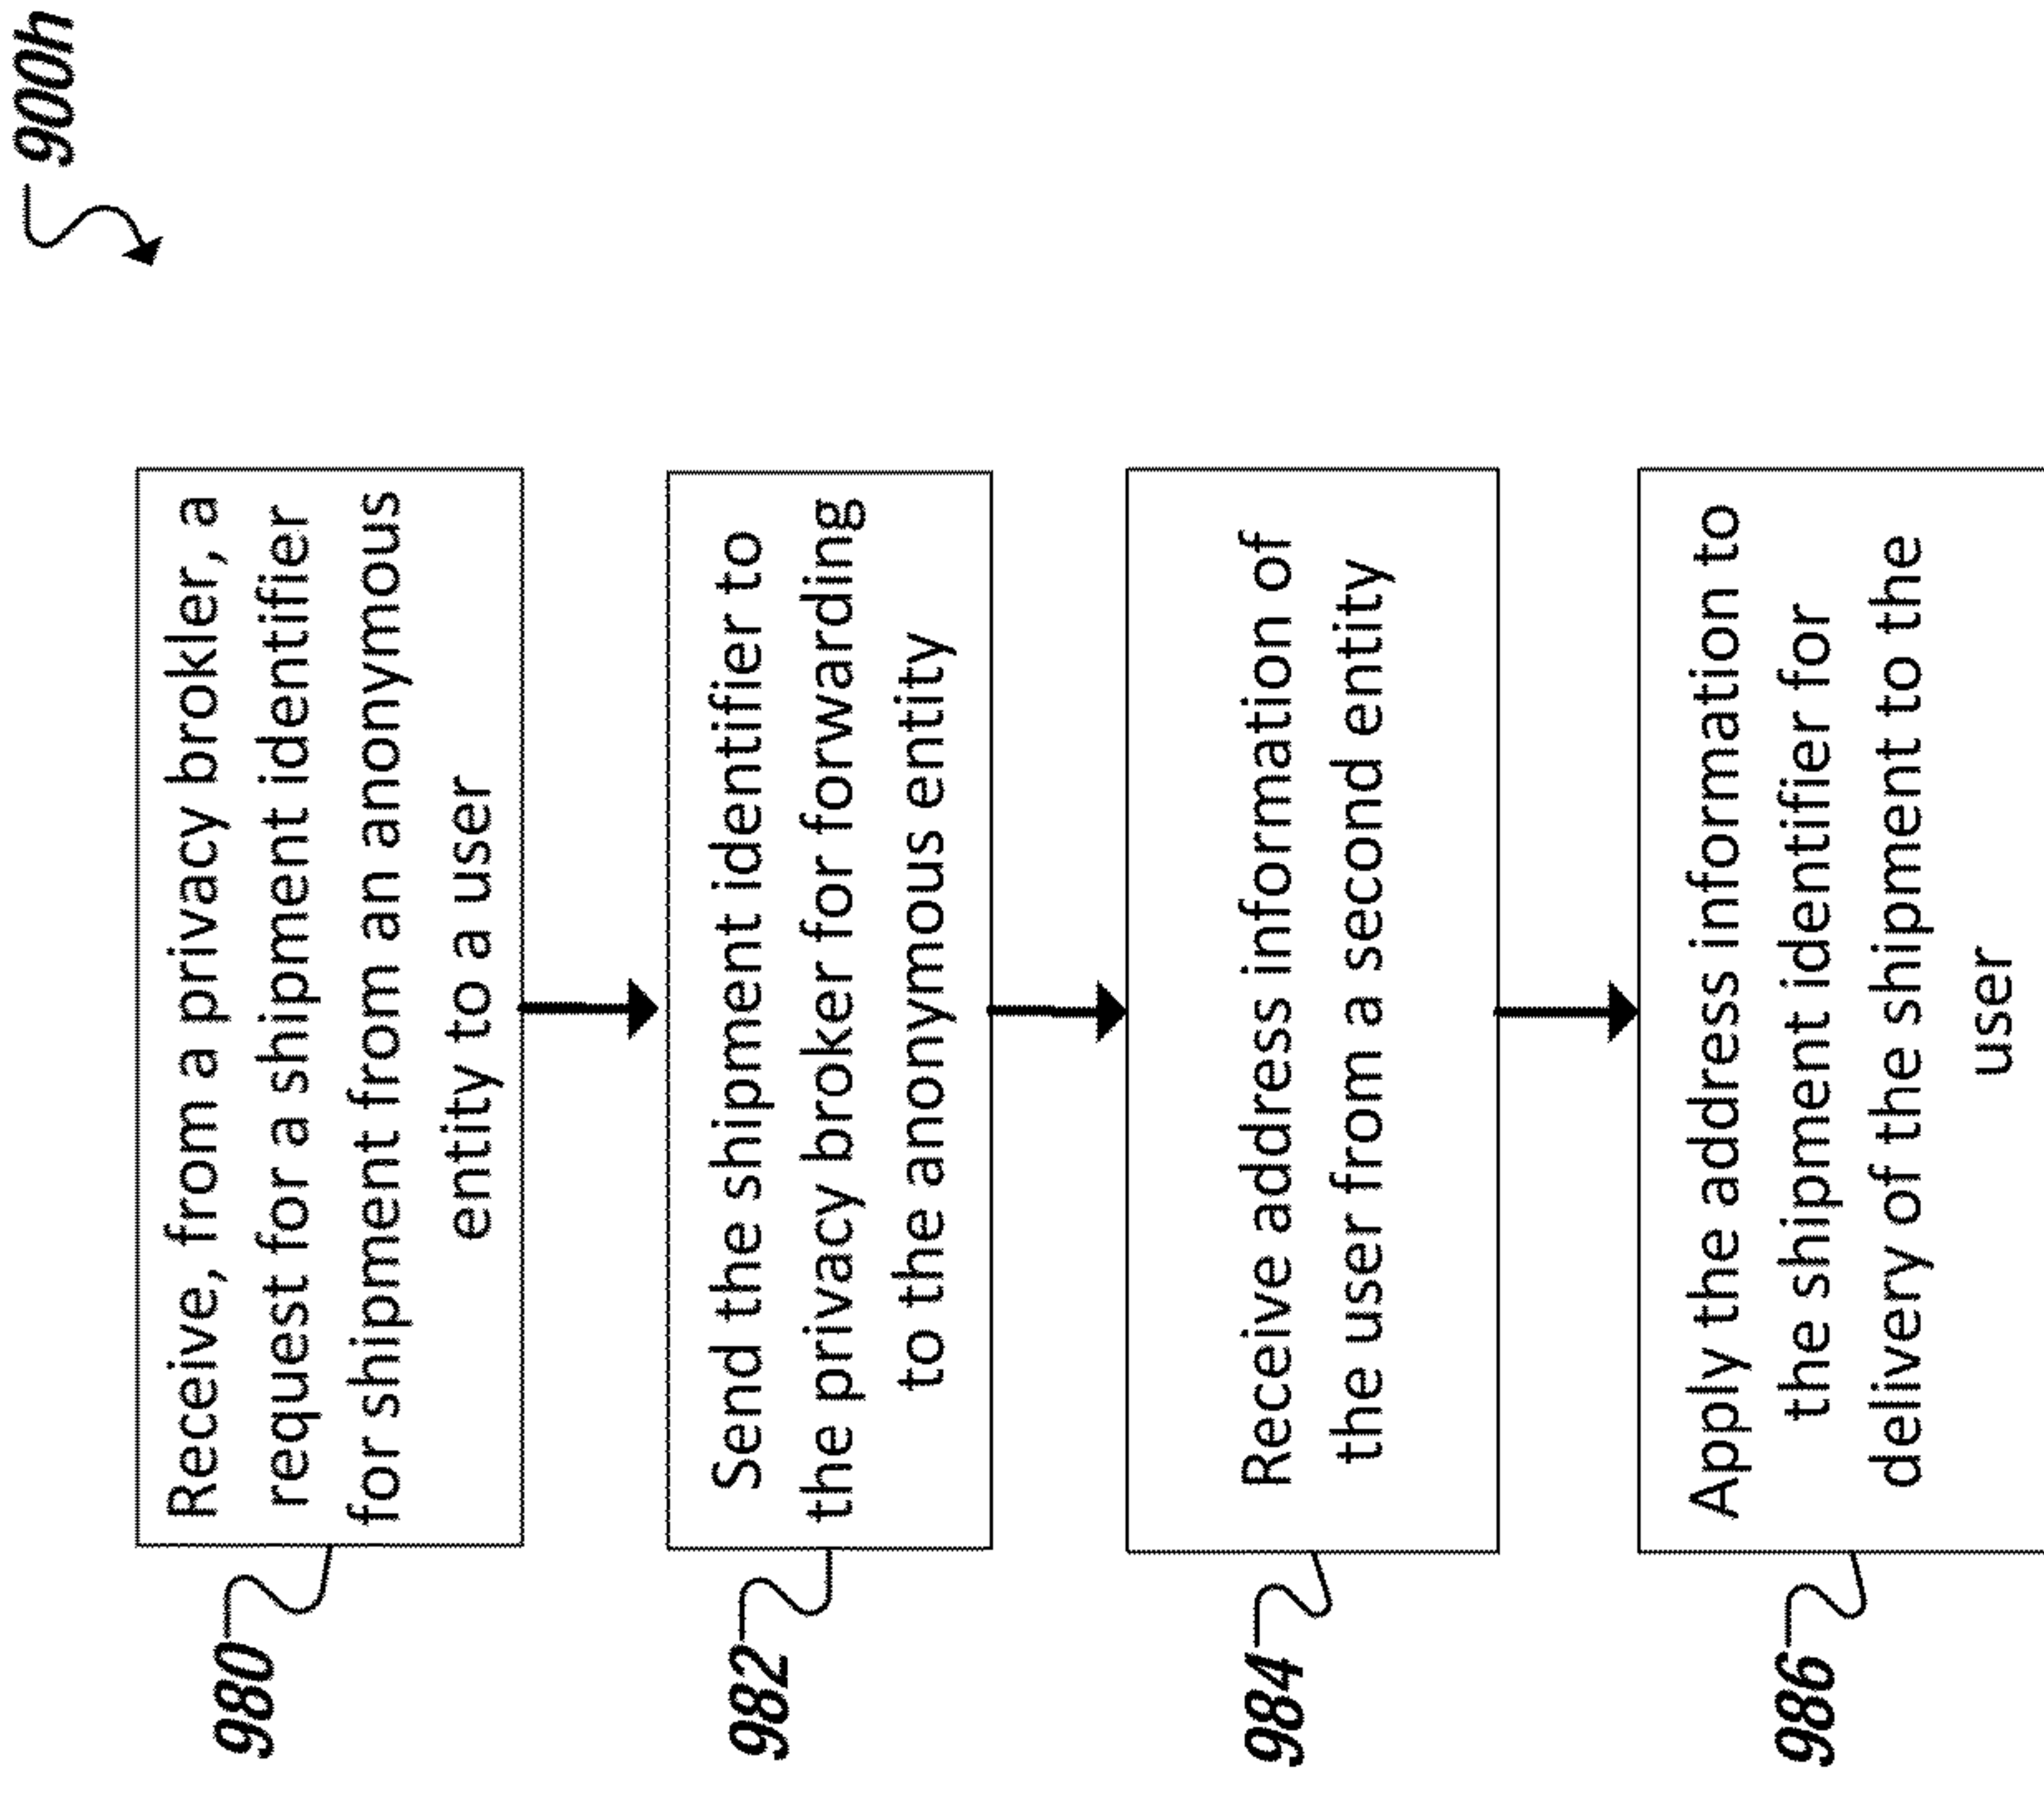 900h
980
Receive, from a privacy brokler, a
request for a shipment identifier
for shipment from an anonymous
entity to a user
982
Send the shipment identifier to
the privacy broker for forwarding
to the anonymous entity
984
Receive address information of
the user from a second entity
986
Apply the address information to
the shipment identifier for
delivery of the shipment to the
user